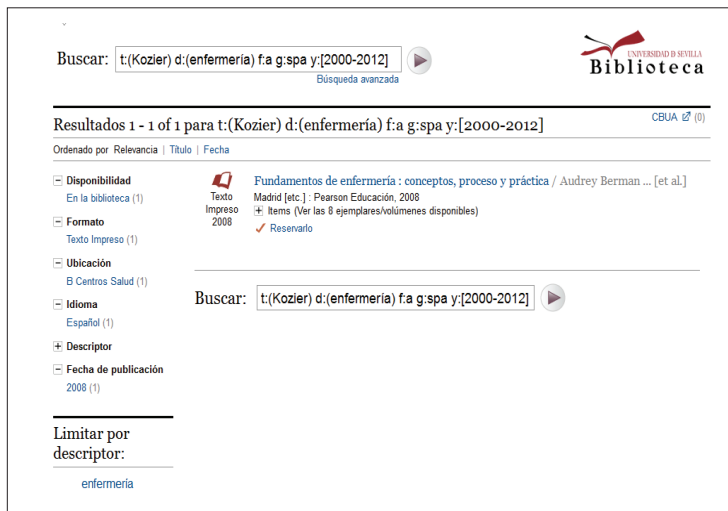 Buscar: t:(Kozier) d:(enfermería) f:a g:spa y:[2000-2012]
Búsqueda avanzada
UNIVERSIDAD D SEVILLA
Biblioteca
Resultados 1 - 1 of 1 para t:(Kozier) d:(enfermería) f:a g:spa y:[2000-2012]
CBUA (0)
Ordenado por Relevancia | Título | Fecha
Disponibilidad
En la biblioteca (1)
Formato
Texto Impreso (1)
Ubicación
B Centros Salud (1)
Idioma
Español (1)
Descriptor
Fecha de publicación
2008 (1)
Limitar por
descriptor:
enfermería
Texto
Impreso
2008
Fundamentos de enfermería : conceptos, proceso y práctica / Audrey Berman ... [et al.]
Madrid [etc.] : Pearson Educación, 2008
Items (Ver las 8 ejemplares/volúmenes disponibles)
Reservarlo
Buscar: t:(Kozier) d:(enfermería) f:a g:spa y:[2000-2012]